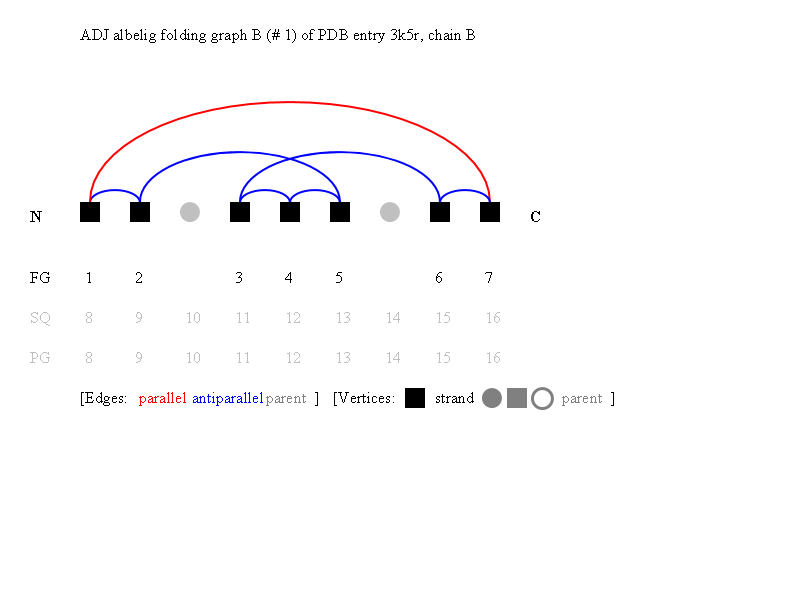 ADJ albelig folding graph B (# 1) of PDB entry 3k5r, chain B
N C
FG 1 2 3 4 5 6 7
SQ 8 9 10 11 12 13 14 15 16
PG 8 9 10 11 12 13 14 15 16
[Edges: parallel antiparallel parent ] [Vertices: strand parent ]